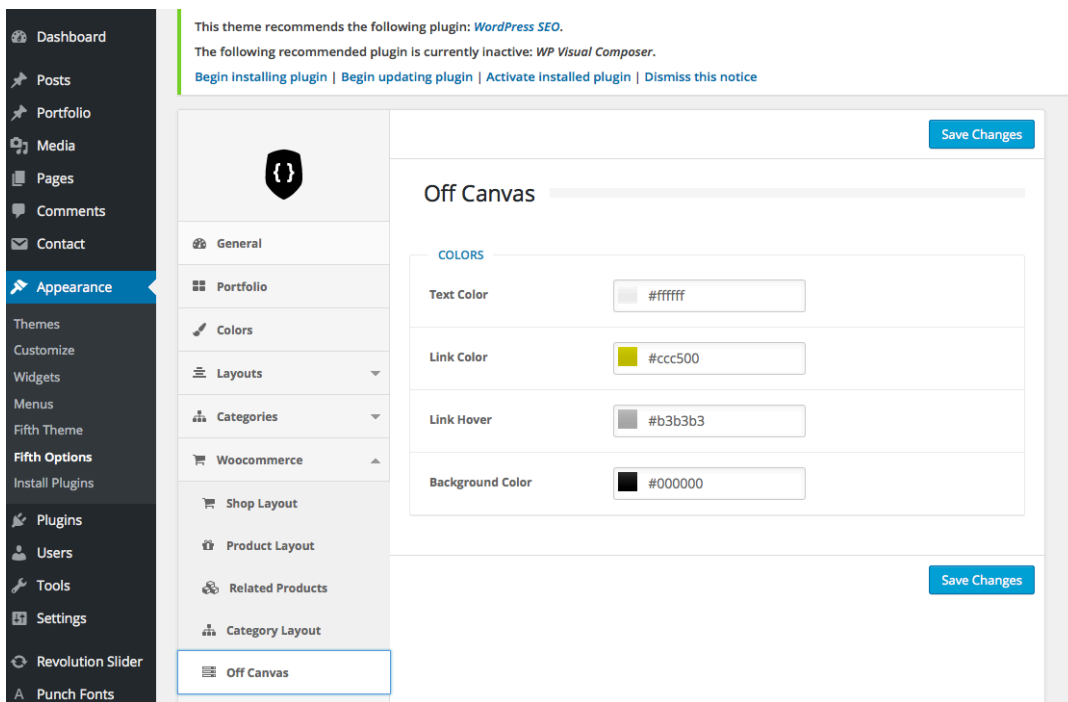 This theme recommends the following plugin: WordPress SEO.
The following recommended plugin is currently inactive: WP Visual Composer.
Begin installing plugin | Begin updating plugin | Activate installed plugin | Dismiss this notice
Dashboard
Posts
Portfolio
Media
Pages
Comments
Contact
Appearance
Themes
Customize
Widgets
Menus
Fifth Theme
Fifth Options
Install Plugins
Plugins
Users
Tools
Settings
Revolution Slider
A Punch Fonts
{ }
General
Portfolio
Colors
Layouts
Categories
Woocommerce
Shop Layout
Product Layout
Related Products
Category Layout
Off Canvas
Save Changes
Off Canvas
COLORS
Text Color #ffffff
Link Color #ccc500
Link Hover #b3b3b3
Background Color #000000
Save Changes